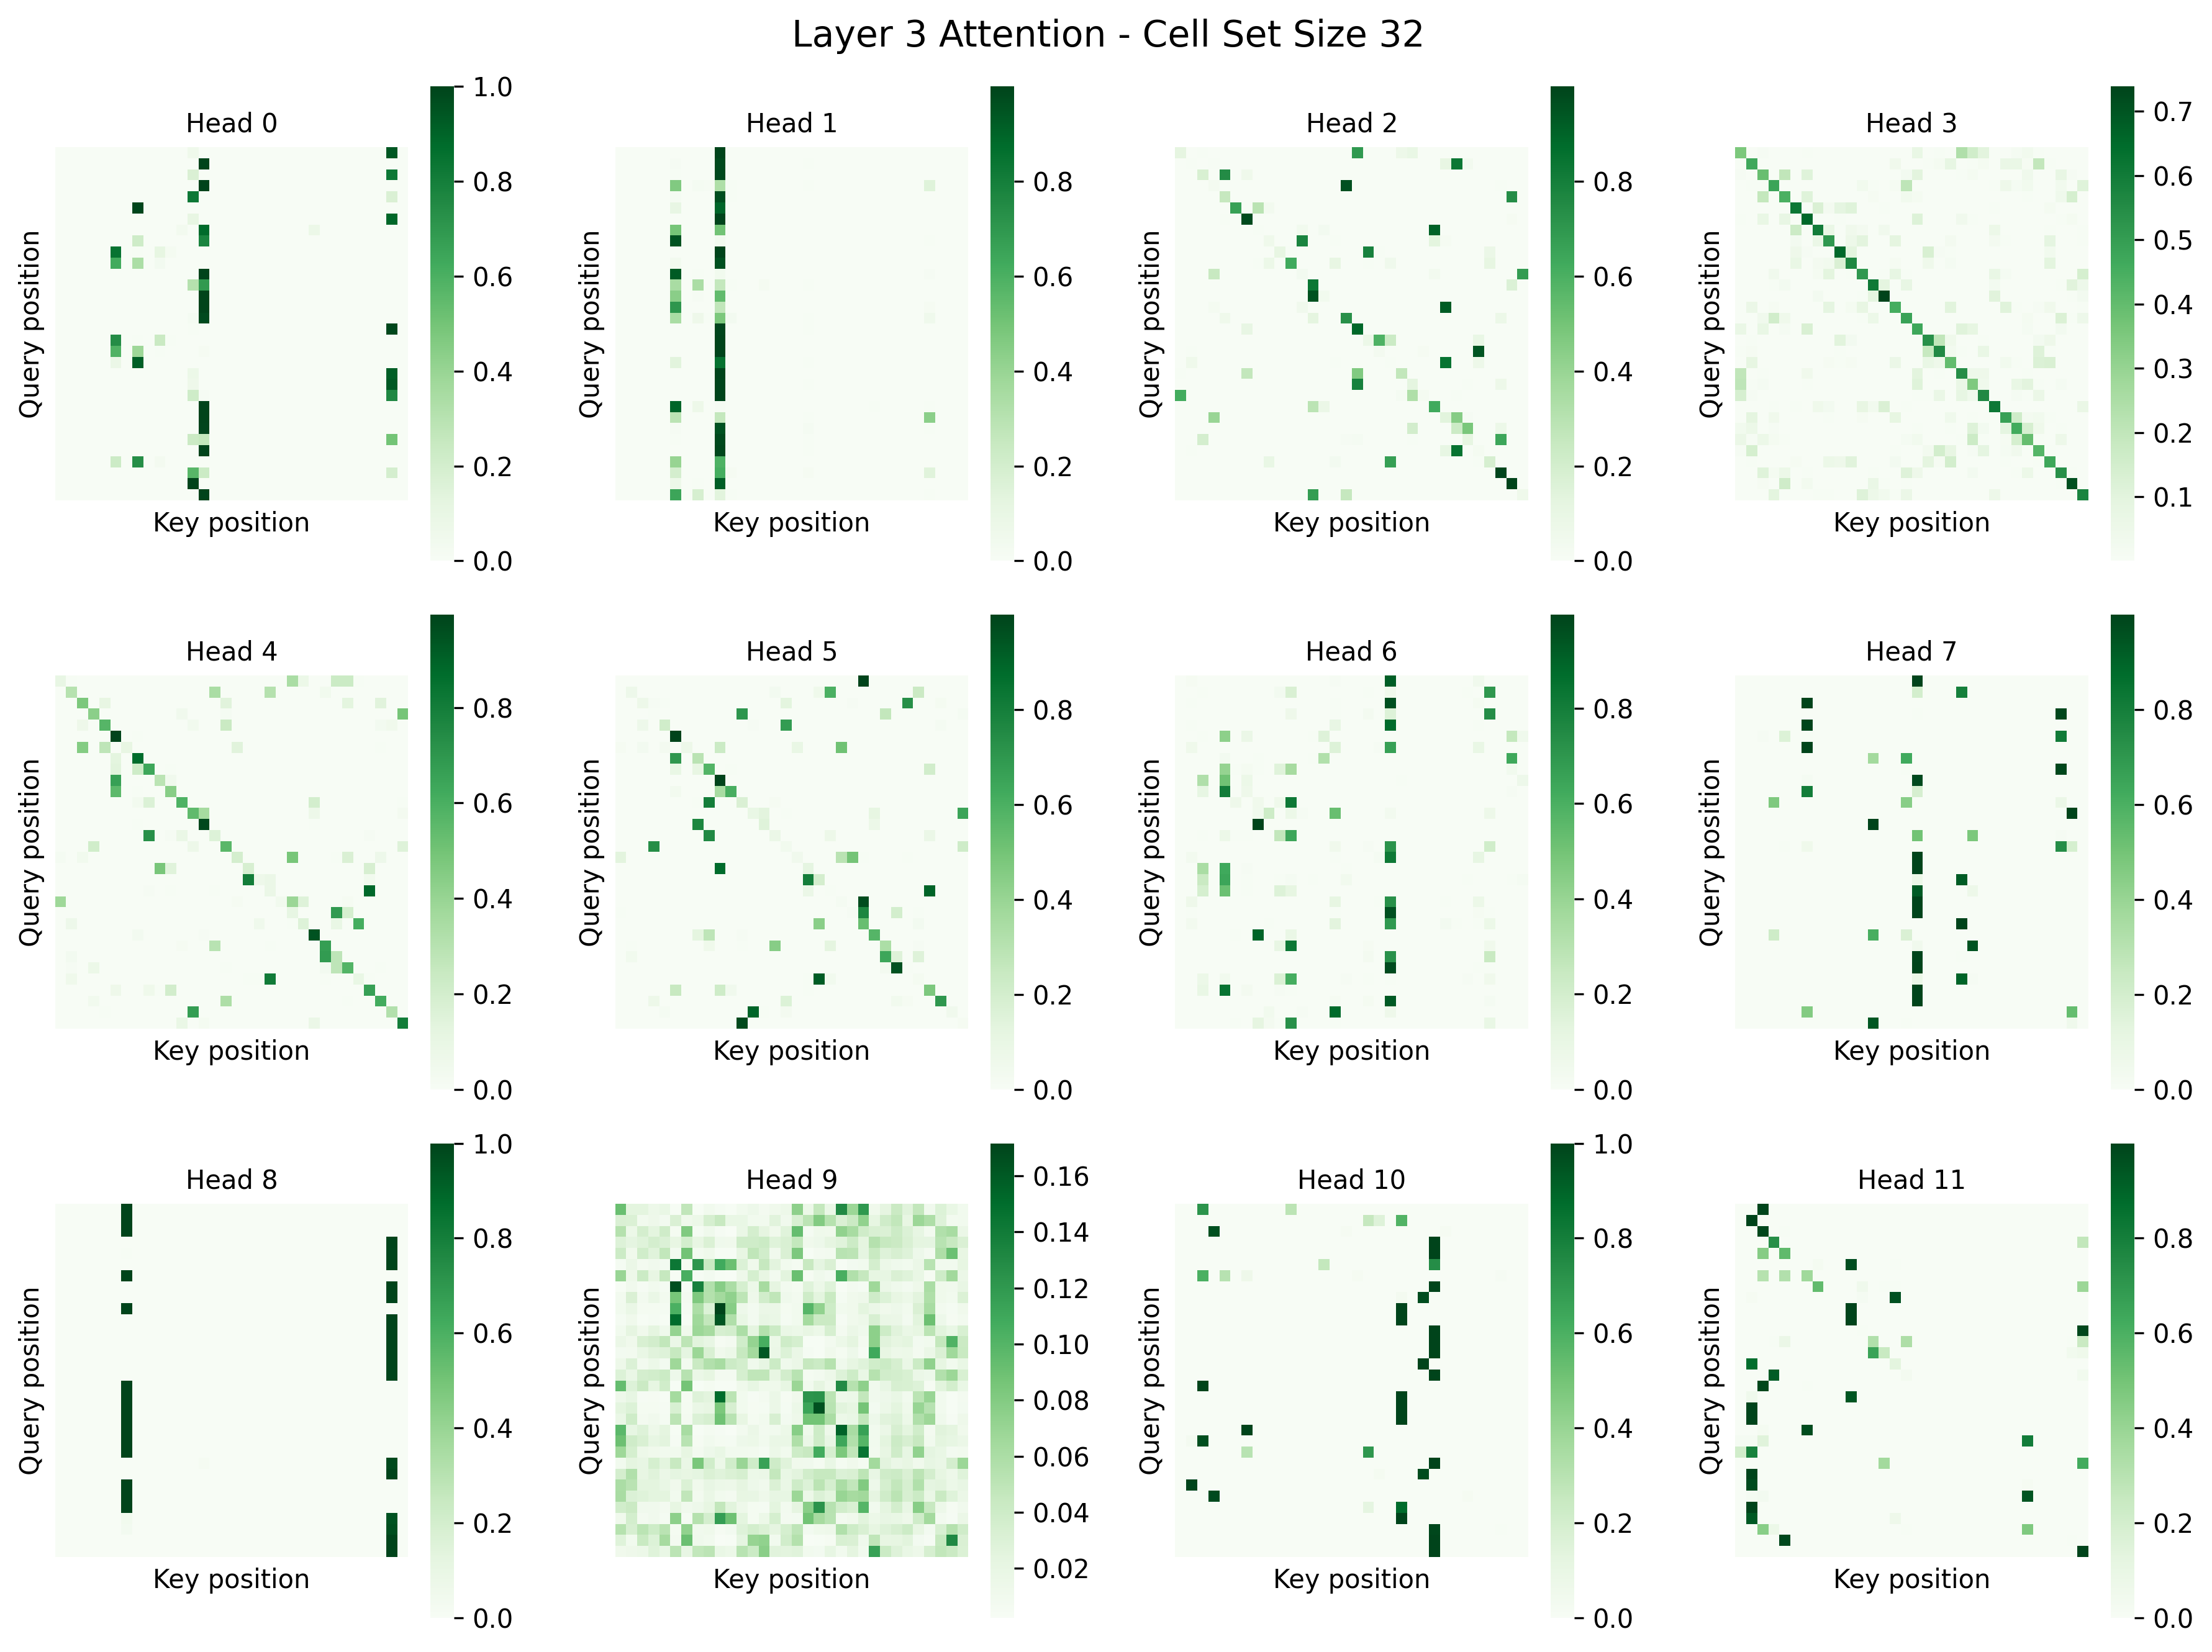 Layer 3 Attention - Cell Set Size 32
Head 0
Query position
Key position
1.0
0.8
0.6
0.4
0.2
0.0
Head 1
Query position
Key position
0.8
0.6
0.4
0.2
0.0
Head 2
Query position
Key position
0.8
0.6
0.4
0.2
0.0
Head 3
Query position
Key position
0.7
0.6
0.5
0.4
0.3
0.2
0.1
Head 4
Query position
Key position
0.8
0.6
0.4
0.2
0.0
Head 5
Query position
Key position
0.8
0.6
0.4
0.2
0.0
Head 6
Query position
Key position
0.8
0.6
0.4
0.2
0.0
Head 7
Query position
Key position
0.8
0.6
0.4
0.2
0.0
Head 8
Query position
Key position
1.0
0.8
0.6
0.4
0.2
0.0
Head 9
Query position
Key position
0.16
0.14
0.12
0.10
0.08
0.06
0.04
0.02
Head 10
Query position
Key position
1.0
0.8
0.6
0.4
0.2
0.0
Head 11
Query position
Key position
0.8
0.6
0.4
0.2
0.0